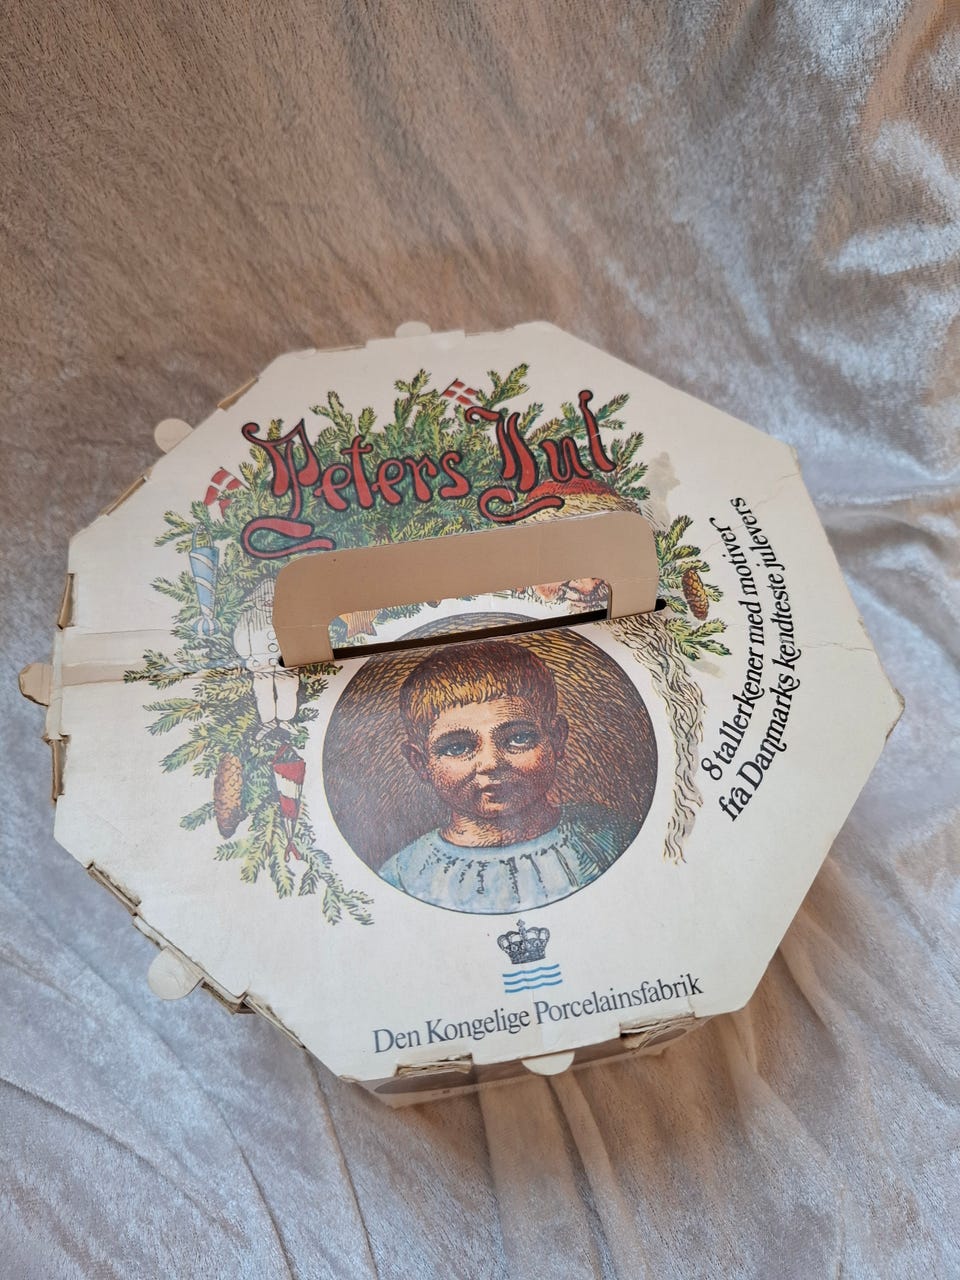 Peters Jul
8 tallerkener med motiver
fra Danmarks kendteste julevers
Den Kongelige Porcelainsfabrik